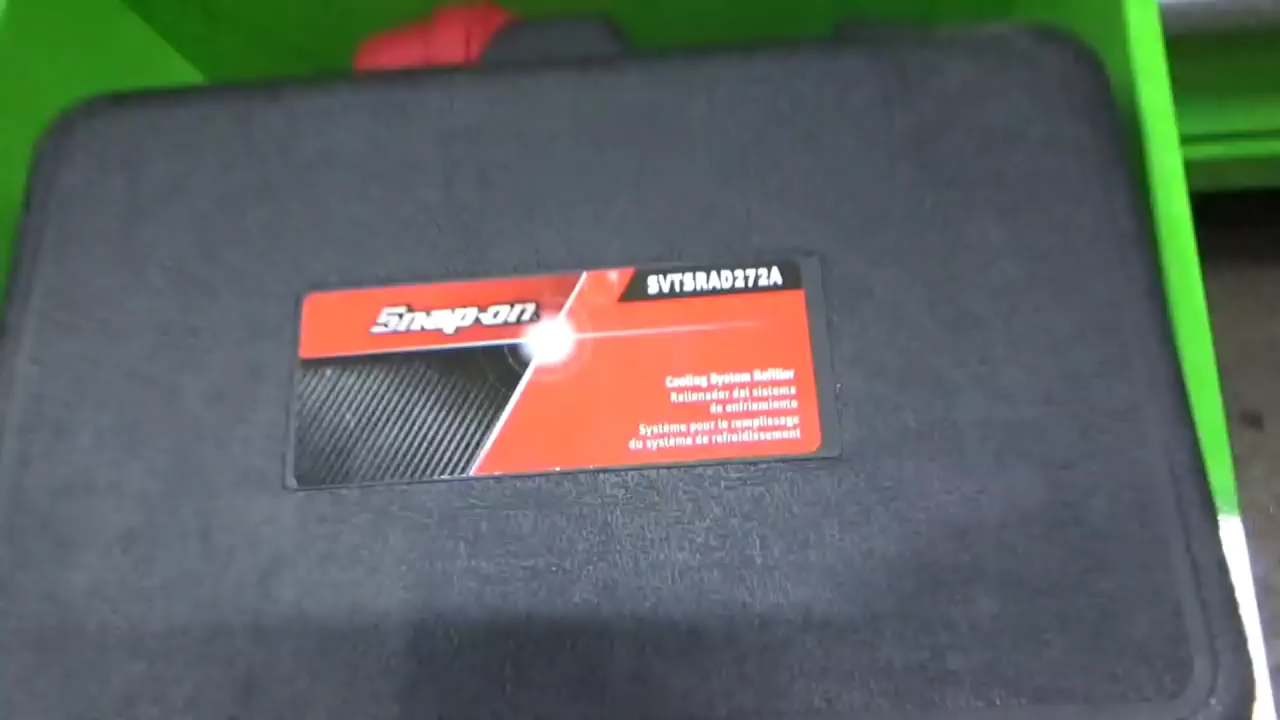 Snap-on
SVTSRAD272A
Cooling System Refiller
Rellenador del sistema
de enfriamiento
Système pour le remplissage
du système de refroidissement